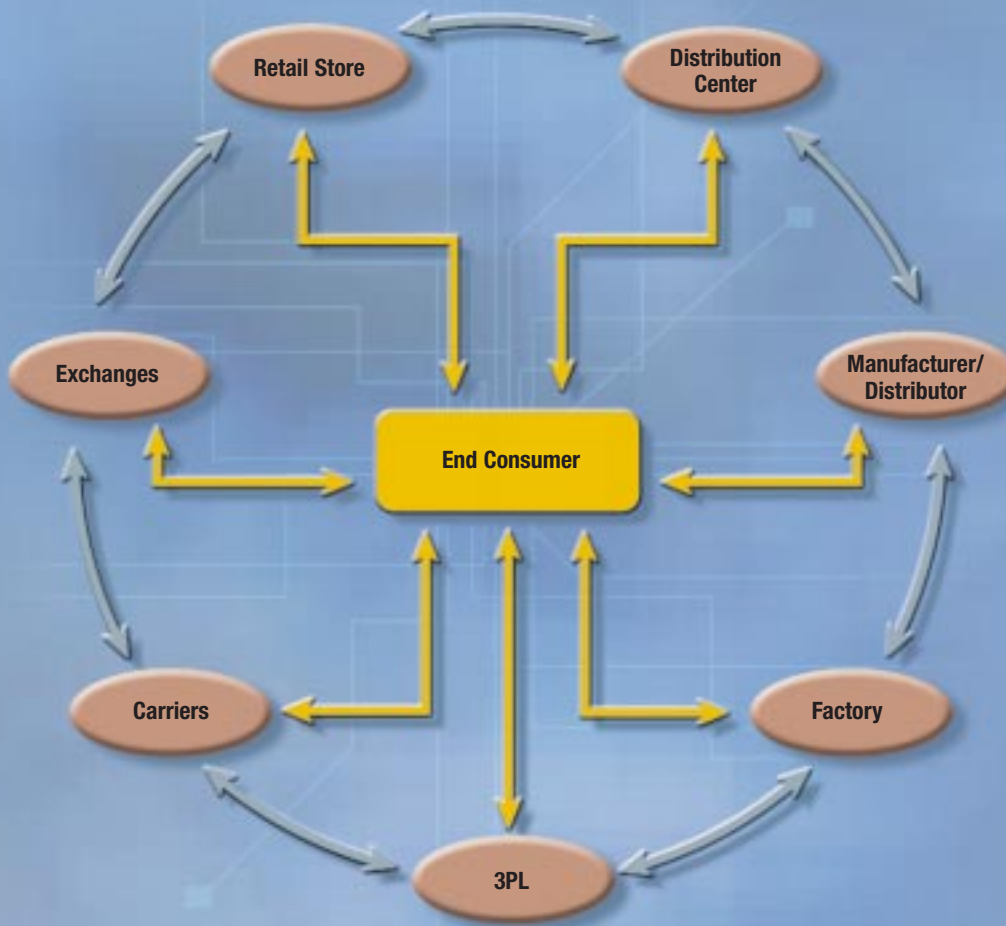 Retail Store
Distribution
Center
Exchanges
Manufacturer/
Distributor
End Consumer
Carriers
Factory
3PL